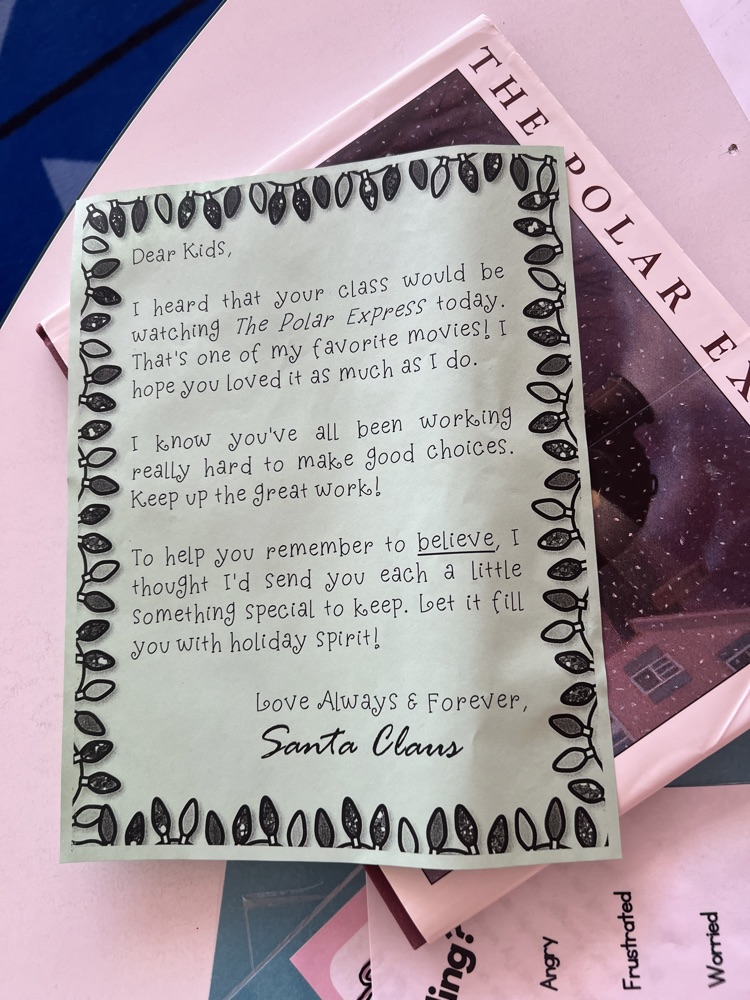 THE POLAR EX
Dear Kids,
I heard that your class would be
watching The Polar Express today.
That's one of my favorite movies! I
hope you loved it as much as I do.
I know you've all been working
really hard to make good choices.
Keep up the great work!
To help you remember to believe, I
thought I'd send you each a little
something special to keep. Let it fill
you with holiday spirit!
Love Always & Forever,
Santa Claus
ling?
Angry
Frustrated
Worried